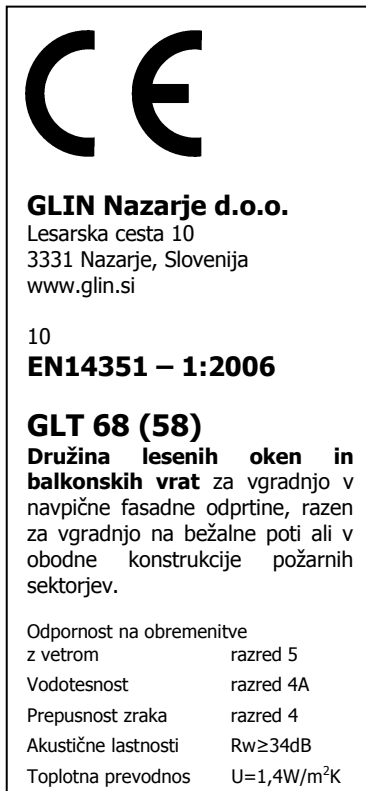 CE
GLIN Nazarje d.o.o.
Lesarska cesta 10
3331 Nazarje, Slovenija
www.glin.si
10
EN14351 – 1:2006
GLT 68 (58)
Družina lesenih oken in
balkonskih vrat za vgradnjo v
navpične fasadne odprtine, razen
za vgradnjo na bežalne poti ali v
obodne konstrukcije požarnih
sektorjev.
Odpornost na obremenitve
z vetrom razred 5
Vodotesnost razred 4A
Prepusnost zraka razred 4
Akustične lastnosti Rw≥34dB
Toplotna prevodnos U=1,4W/m²K